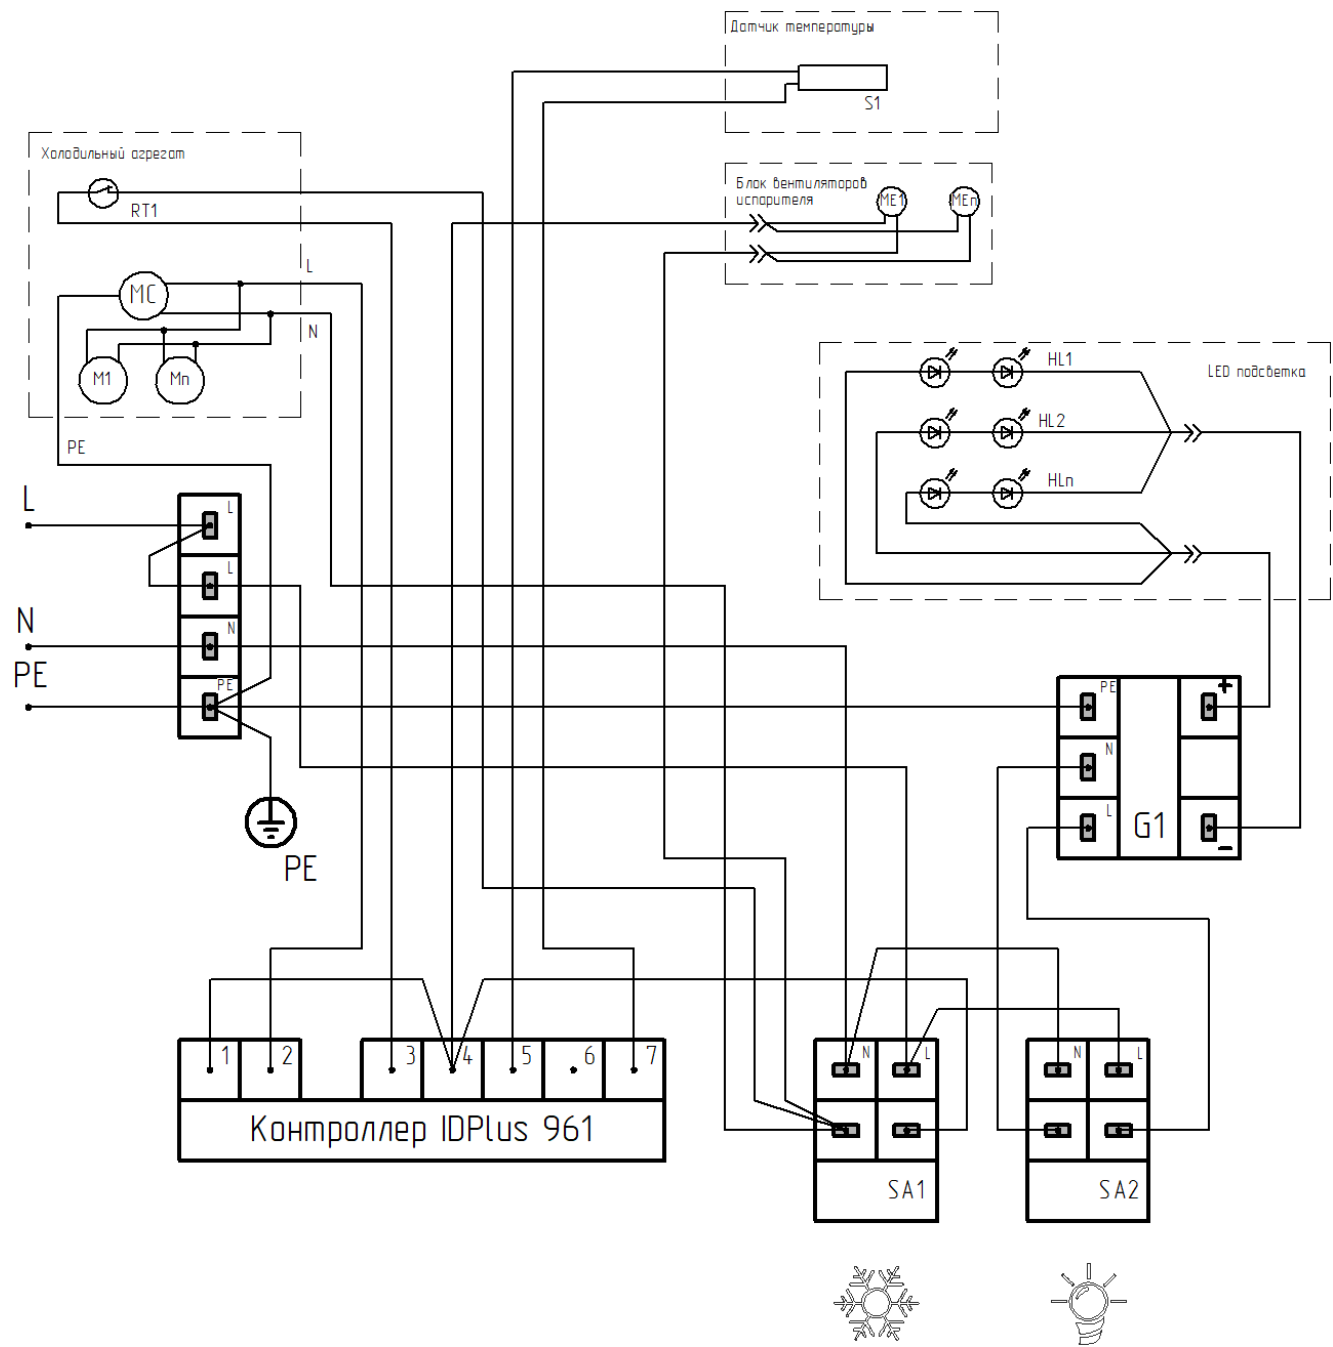 Датчик температуры
S1
Холодильный агрегат
RT1
Блок вентиляторов
испарителя
ME1
MEn
L
MC
N
M1
Mn
HL1
LED подсветка
HL2
HLn
PE
L
L
L
N
N
PE
PE
PE
+
N
L
G1
-
PE
1
2
3
4
5
6
7
N
L
N
L
Контроллер IDPlus 961
SA1
SA2